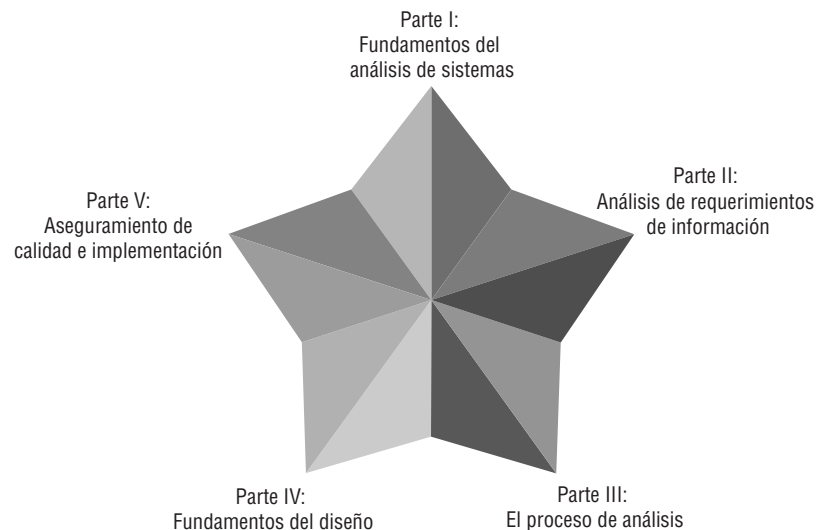 Parte I:
Fundamentos del
análisis de sistemas
Parte II:
Análisis de requerimientos
de información
Parte III:
El proceso de análisis
Parte IV:
Fundamentos del diseño
Parte V:
Aseguramiento de
calidad e implementación